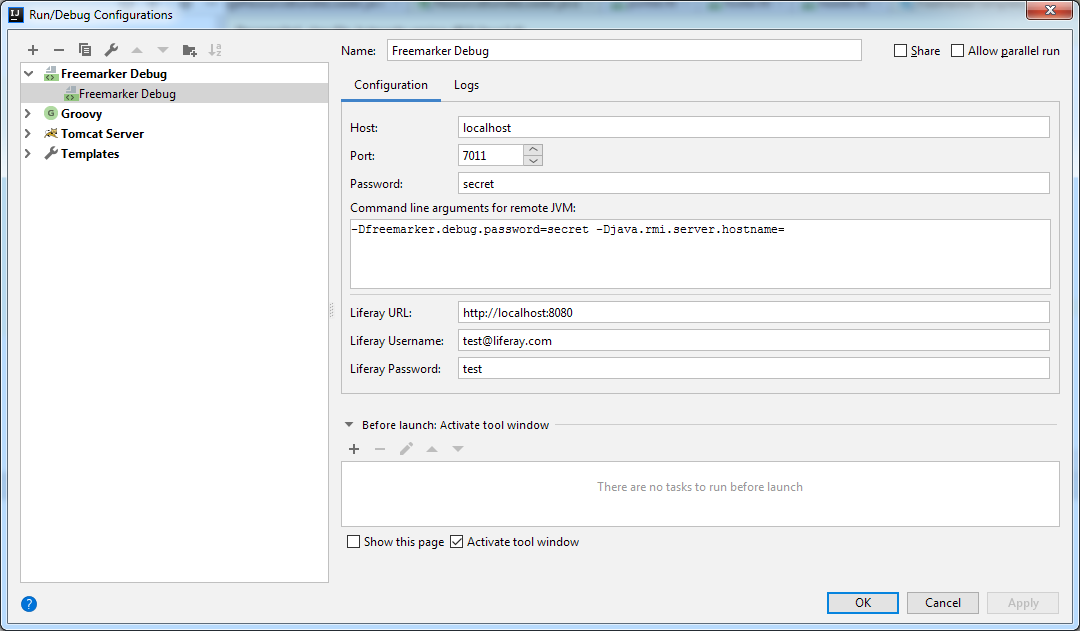 Run/Debug Configurations
Freemarker Debug
Freemarker Debug
Groovy
Tomcat Server
Templates
Name: Freemarker Debug Share Allow parallel run
Configuration Logs
Host: localhost
Port: 7011
Password: secret
Command line arguments for remote JVM:
-Dfreemarker.debug.password=secret -Djava.rmi.server.hostname=
Liferay URL: http://localhost:8080
Liferay Username: test@liferay.com
Liferay Password: test
Before launch: Activate tool window
There are no tasks to run before launch
Show this page Activate tool window
? OK Cancel Apply